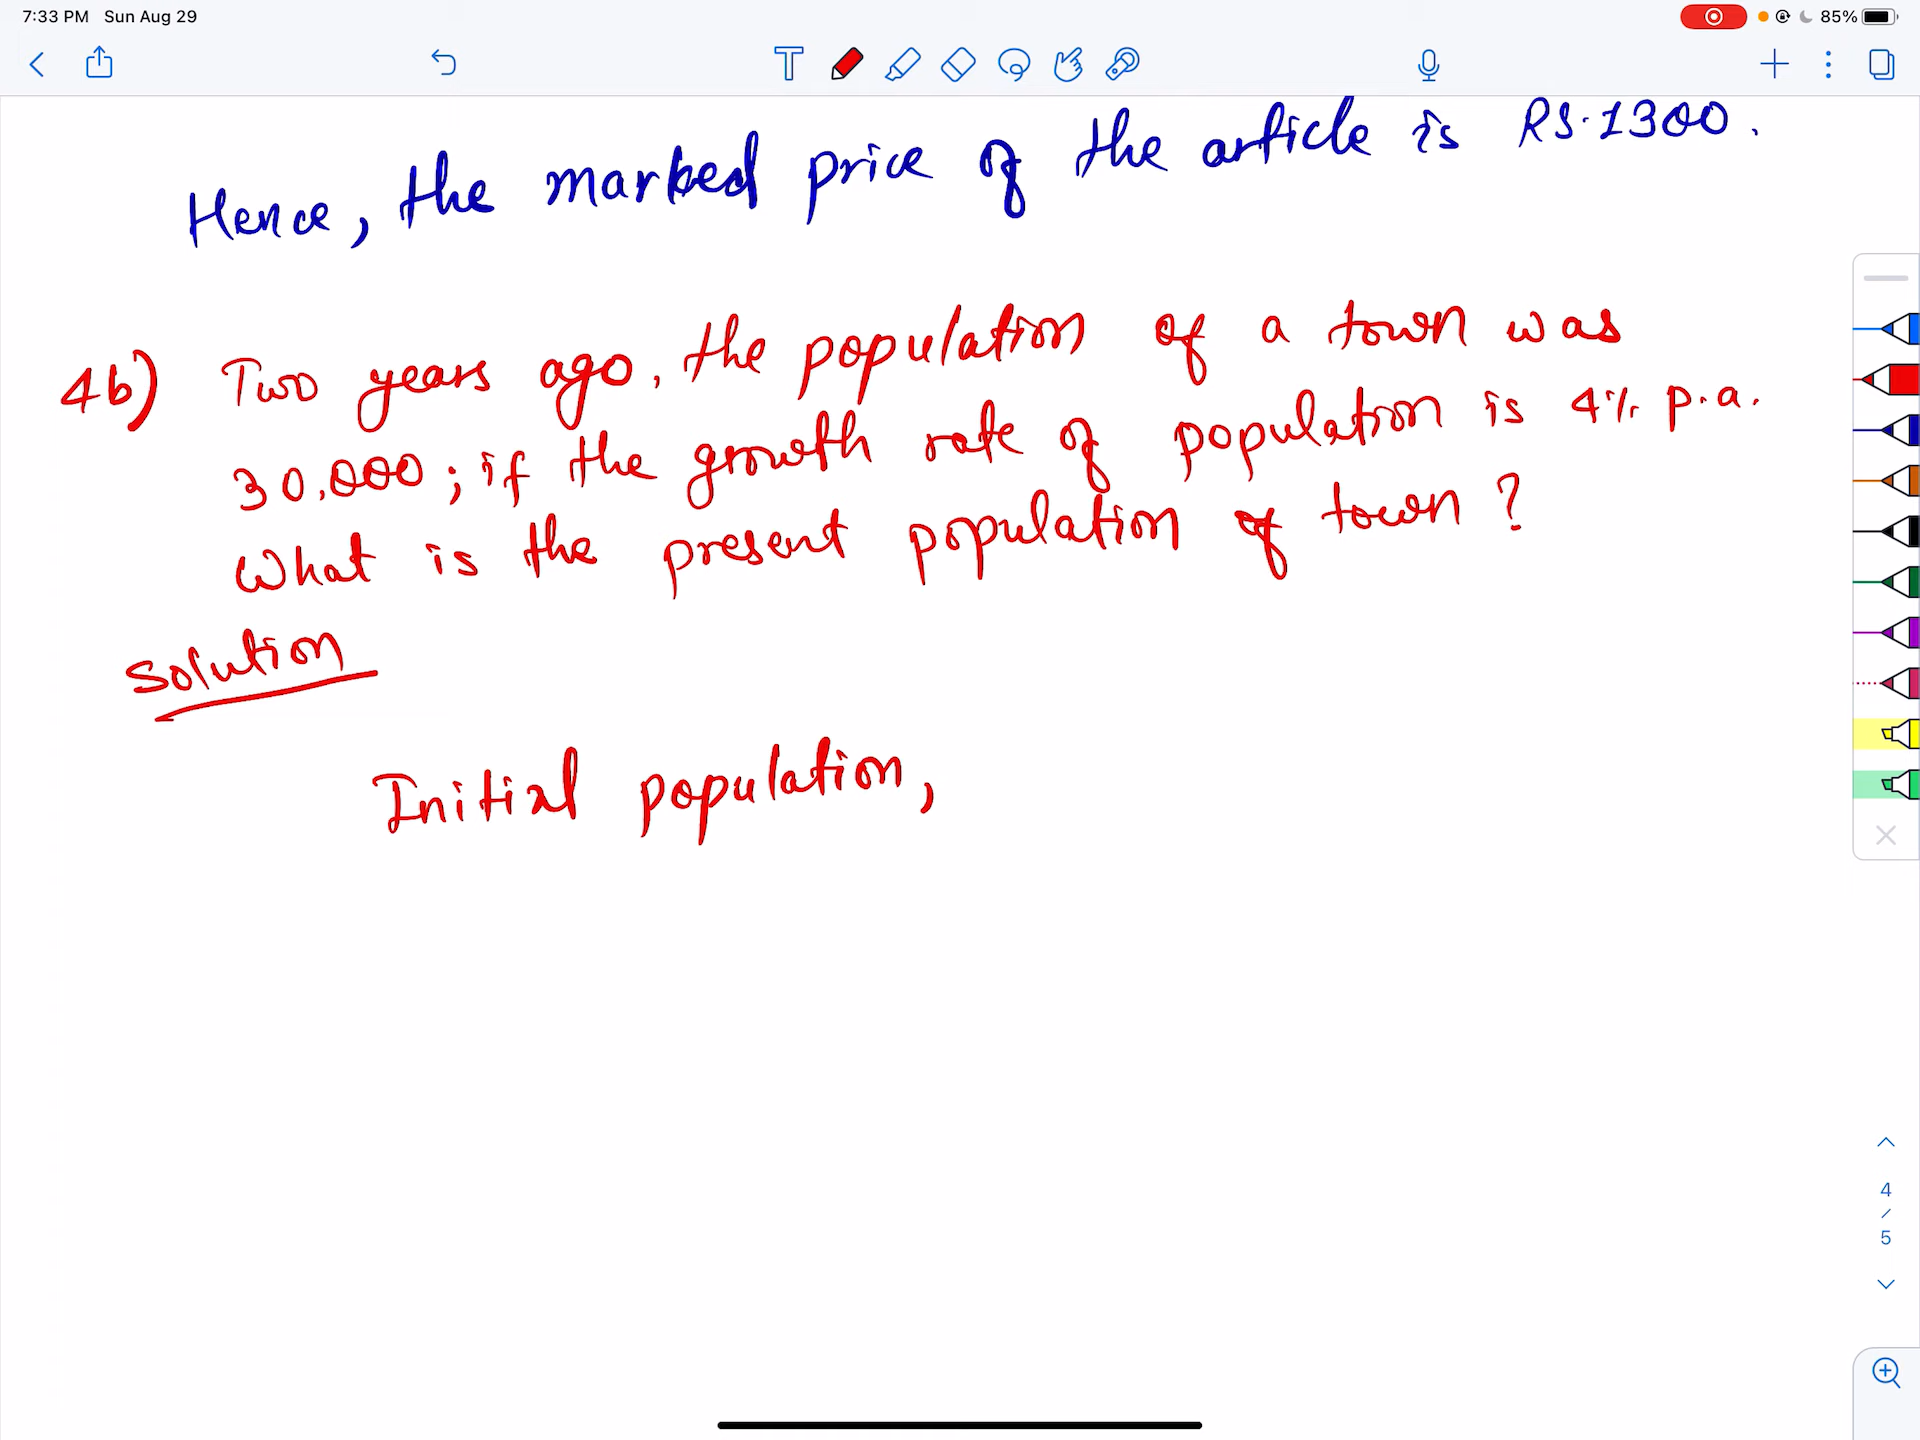 7:33 PM Sun Aug 29
85%
Hence, the marked price of the article is RS.1300.
4b) Two years ago, the population of a town was
30,000; if the growth rate of population is 4% p.a.
What is the present population of town?
Solution
Initial population,
4
/
5